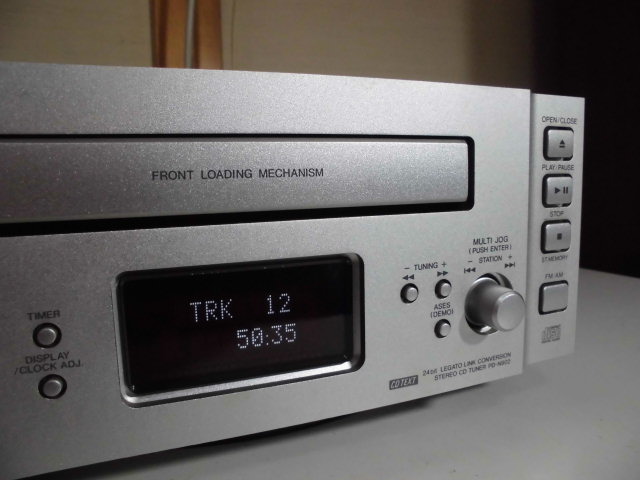 OPEN/CLOSE
FRONT LOADING MECHANISM
PLAY/PAUSE
STOP
MULTI JOG
(PUSH ENTER)
ST.MEMORY
– TUNING +
– STATION +
FM/AM
TRK 12
50:35
TIMER
ASES
(DEMO)
DISPLAY
/CLOCK ADJ.
CD TEXT
24bit LEGATO LINK CONVERSION
STEREO CD TUNER PD-N902